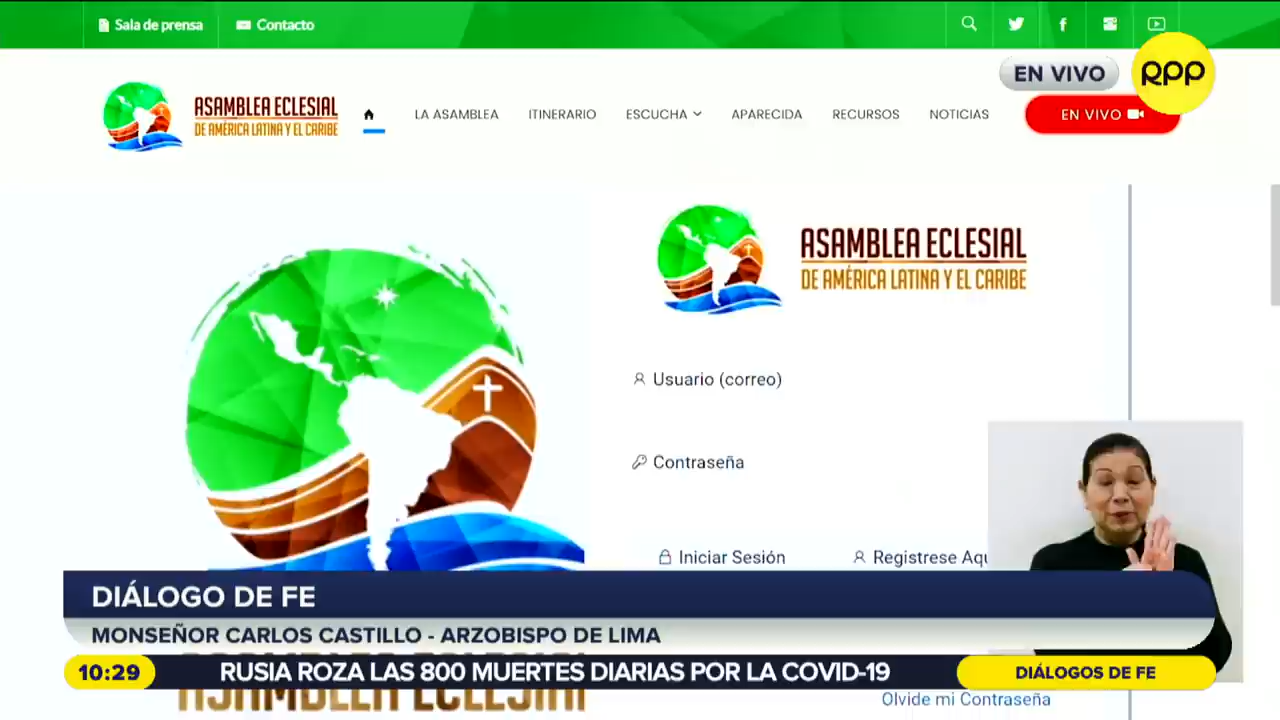 Sala de prensa
Contacto
EN VIVO
RPP
ASAMBLEA ECLESIAL
DE AMÉRICA LATINA Y EL CARIBE
LA ASAMBLEA
ITINERARIO
ESCUCHA
APARECIDA
RECURSOS
NOTICIAS
EN VIVO
ASAMBLEA ECLESIAL
DE AMÉRICA LATINA Y EL CARIBE
Usuario (correo)
Contraseña
Iniciar Sesión
Registrese Aqu
DIÁLOGO DE FE
MONSEÑOR CARLOS CASTILLO - ARZOBISPO DE LIMA
10:29
RUSIA ROZA LAS 800 MUERTES DIARIAS POR LA COVID-19
DIÁLOGOS DE FE
ASAMBLEA ECLESIAL
Olvide mi Contraseña